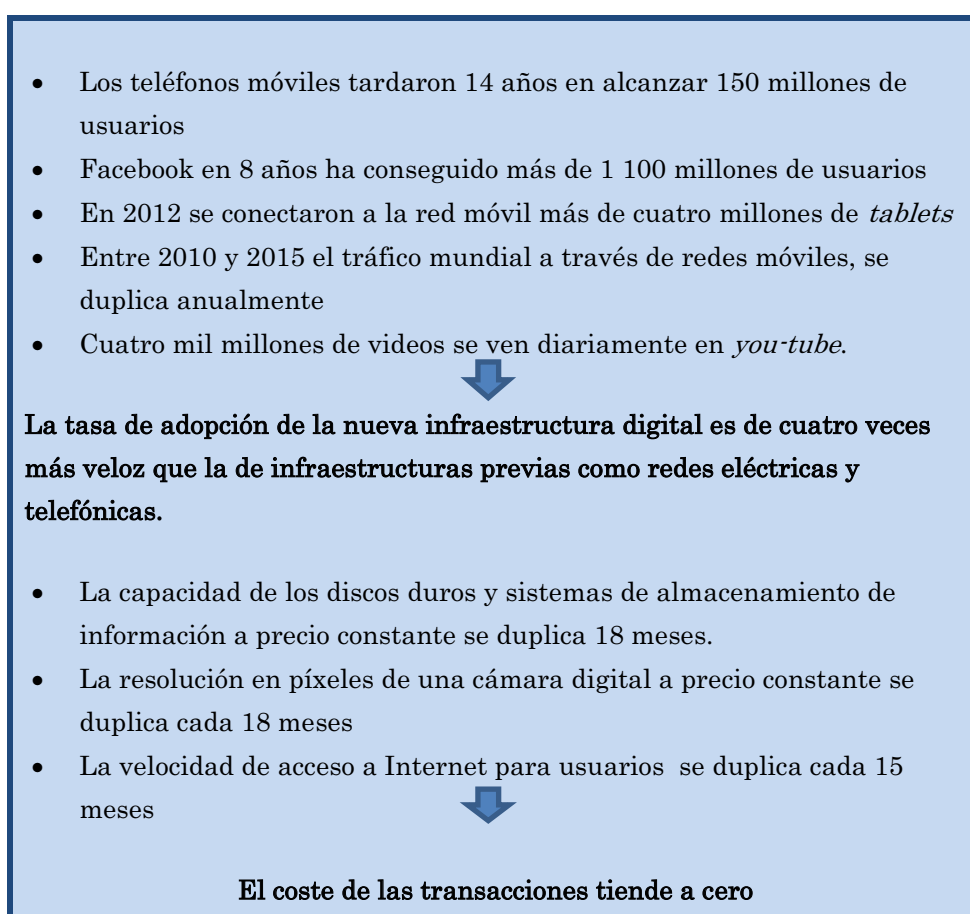 • Los teléfonos móviles tardaron 14 años en alcanzar 150 millones de
usuarios
• Facebook en 8 años ha conseguido más de 1 100 millones de usuarios
• En 2012 se conectaron a la red móvil más de cuatro millones de tablets
• Entre 2010 y 2015 el tráfico mundial a través de redes móviles, se
duplica anualmente
• Cuatro mil millones de videos se ven diariamente en you-tube.
La tasa de adopción de la nueva infraestructura digital es de cuatro veces
más veloz que la de infraestructuras previas como redes eléctricas y
telefónicas.
• La capacidad de los discos duros y sistemas de almacenamiento de
información a precio constante se duplica 18 meses.
• La resolución en píxeles de una cámara digital a precio constante se
duplica cada 18 meses
• La velocidad de acceso a Internet para usuarios se duplica cada 15
meses
El coste de las transacciones tiende a cero